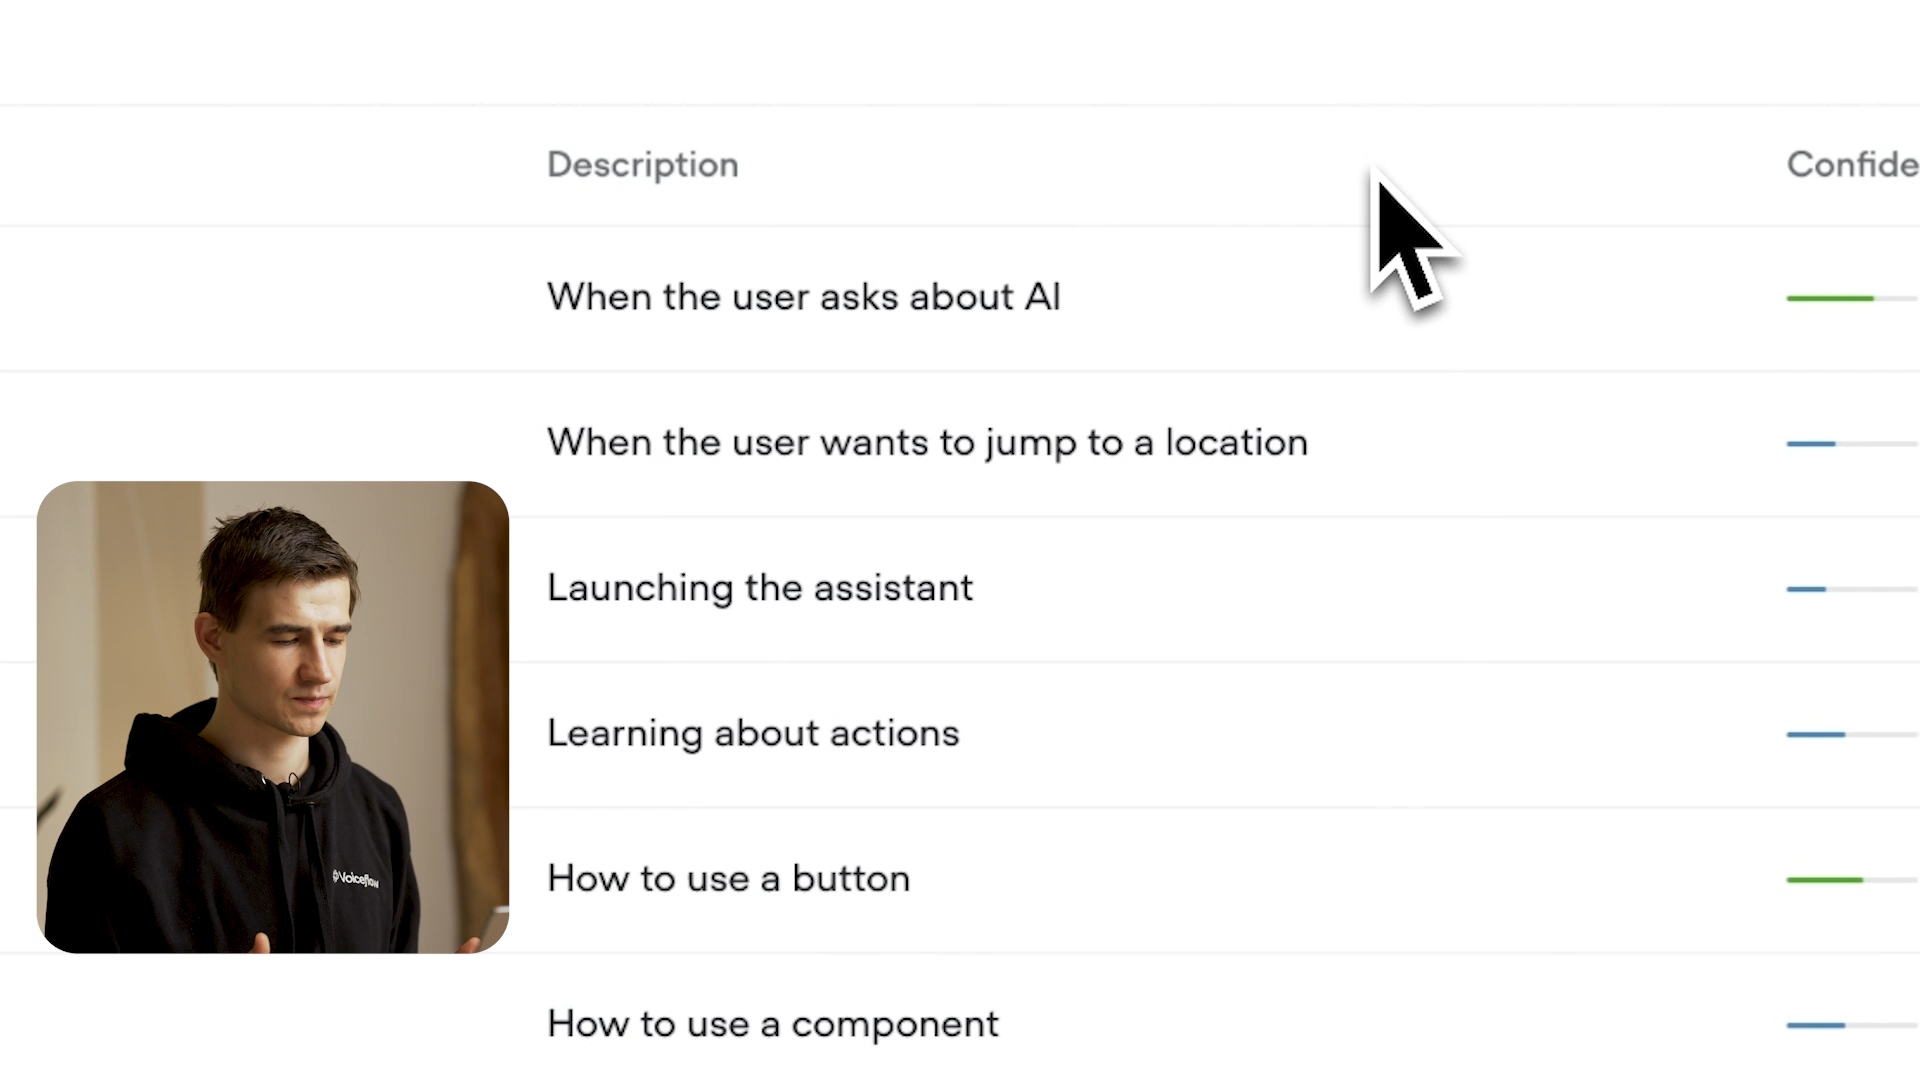 Description
Confide
When the user asks about AI
When the user wants to jump to a location
Launching the assistant
Learning about actions
Voiceflow
How to use a button
How to use a component